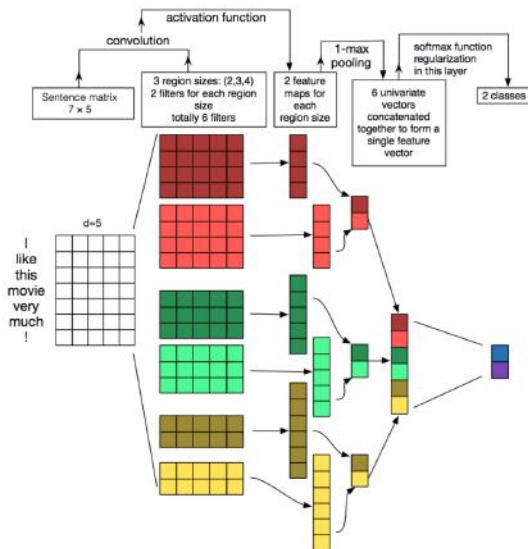 activation function
convolution
1-max
pooling
softmax function
regularization
in this layer
Sentence matrix
7 × 5
3 region sizes: (2,3,4)
2 filters for each region
size
totally 6 filters
2 feature
maps for
each
region size
6 univariate
vectors
concatenated
together to form a
single feature
vector
2 classes
d=5
I
like
this
movie
very
much
!